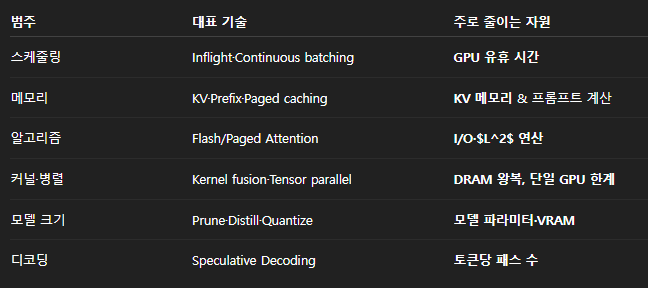 범주 대표 기술 주로 줄이는 자원
스케줄링 Inflight·Continuous batching GPU 유휴 시간
메모리 KV·Prefix·Paged caching KV 메모리 & 프롬프트 계산
알고리즘 Flash/Paged Attention I/O·$L^2$ 연산
커널·병렬 Kernel fusion·Tensor parallel DRAM 왕복, 단일 GPU 한계
모델 크기 Prune·Distill·Quantize 모델 파라미터·VRAM
디코딩 Speculative Decoding 토큰당 패스 수